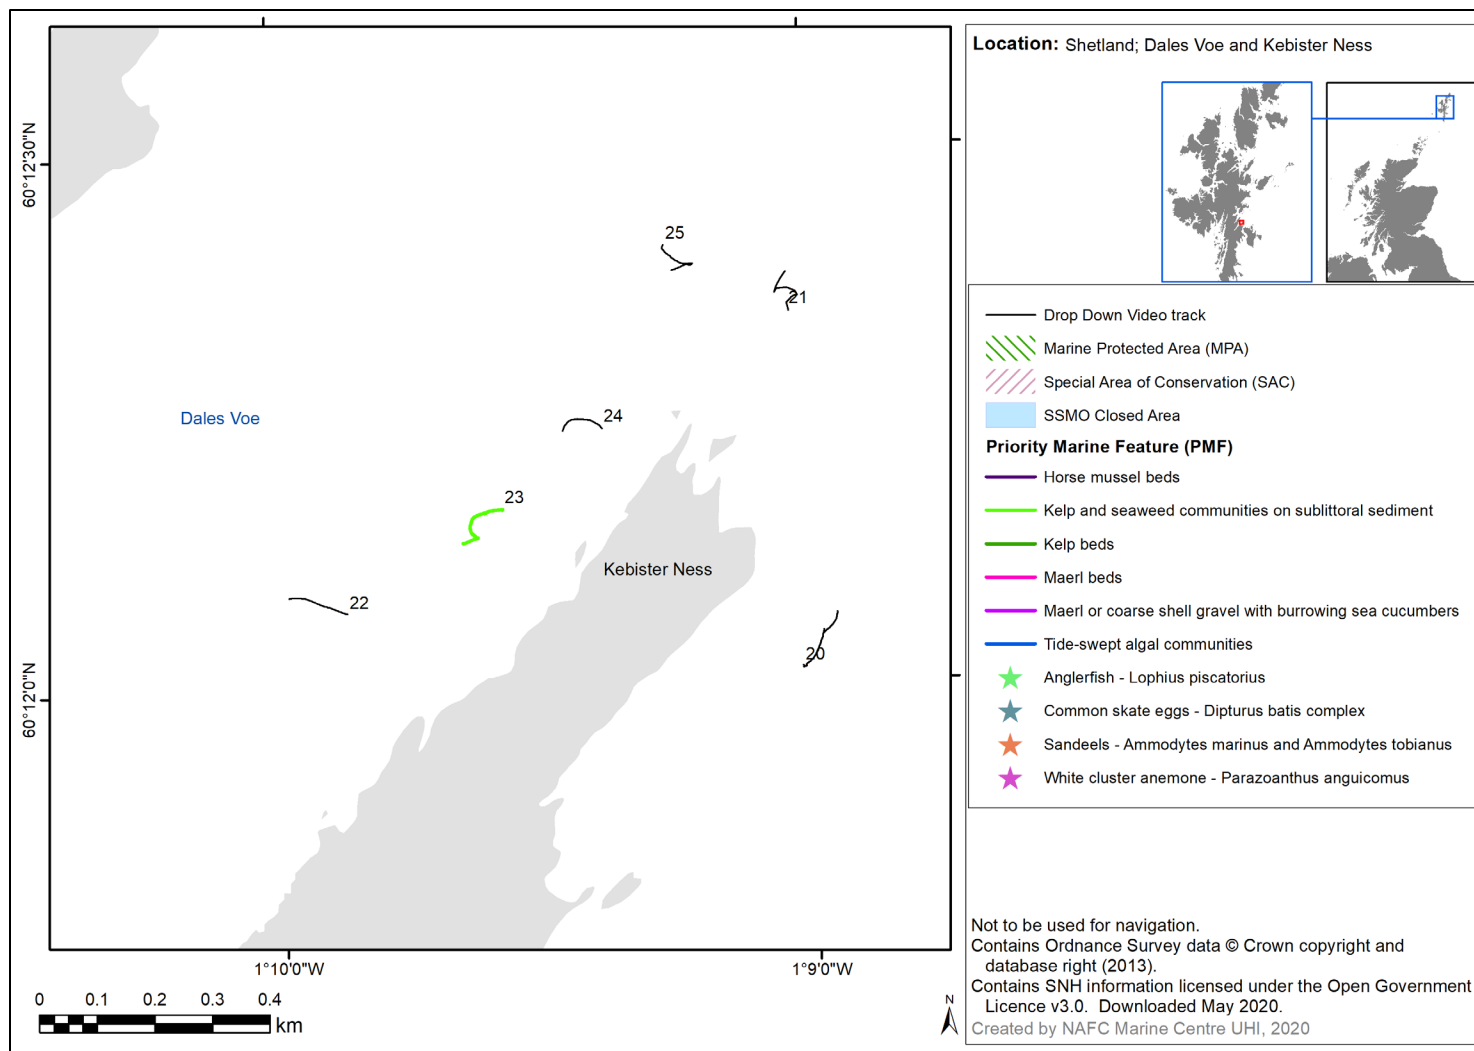 Location: Shetland; Dales Voe and Kebister Ness
60°12'30"N
60°12'0"N
25
21
Dales Voe
24
23
Kebister Ness
22
20
1°10'0"W
1°9'0"W
0 0.1 0.2 0.3 0.4
km
N
Drop Down Video track
Marine Protected Area (MPA)
Special Area of Conservation (SAC)
SSMO Closed Area
Priority Marine Feature (PMF)
Horse mussel beds
Kelp and seaweed communities on sublittoral sediment
Kelp beds
Maerl beds
Maerl or coarse shell gravel with burrowing sea cucumbers
Tide-swept algal communities
Anglerfish - Lophius piscatorius
Common skate eggs - Dipturus batis complex
Sandeels - Ammodytes marinus and Ammodytes tobianus
White cluster anemone - Parazoanthus anguicomus
Not to be used for navigation.
Contains Ordnance Survey data © Crown copyright and
database right (2013).
Contains SNH information licensed under the Open Government
Licence v3.0. Downloaded May 2020.
Created by NAFC Marine Centre UHI, 2020